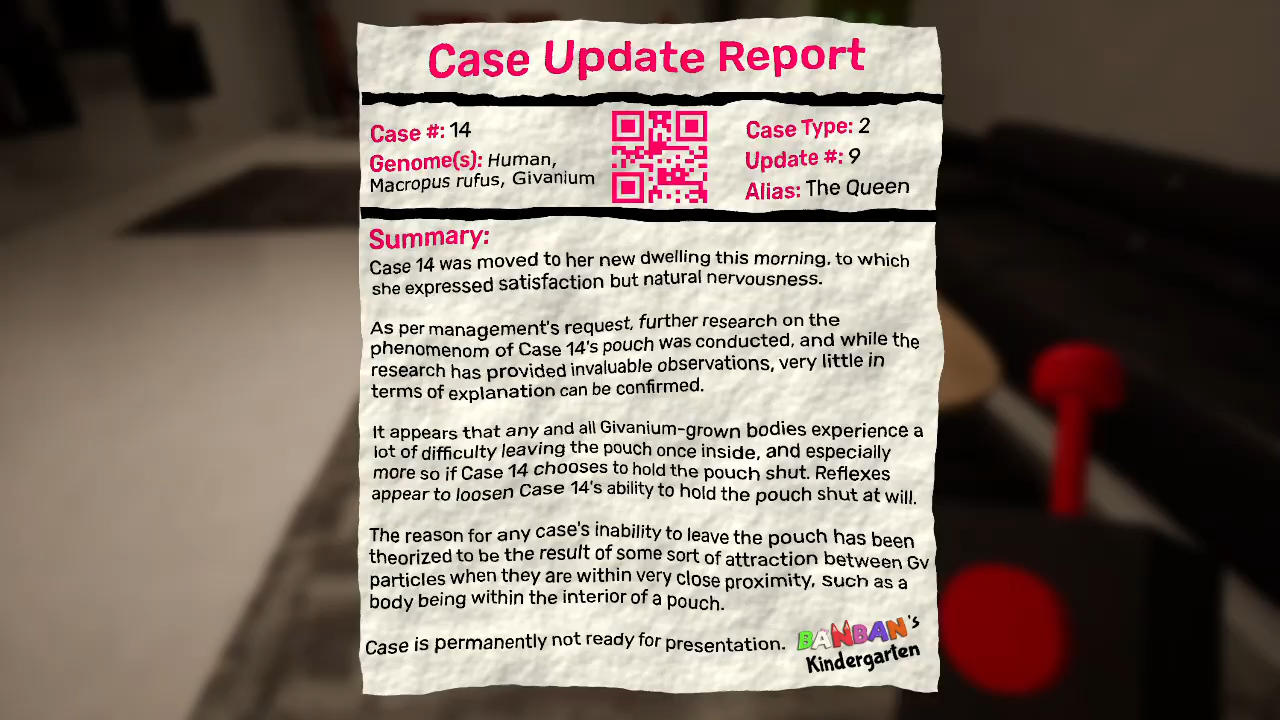 Case Update Report
Case #: 14
Genome(s): Human,
Macropus rufus, Givanium
Case Type: 2
Update #: 9
Alias: The Queen
Summary:
Case 14 was moved to her new dwelling this morning, to which
she expressed satisfaction but natural nervousness.
As per management's request, further research on the
phenomenom of Case 14's pouch was conducted, and while the
research has provided invaluable observations, very little in
terms of explanation can be confirmed.
It appears that any and all Givanium-grown bodies experience a
lot of difficulty leaving the pouch once inside, and especially
more so if Case 14 chooses to hold the pouch shut. Reflexes
appear to loosen Case 14's ability to hold the pouch shut at will.
The reason for any case's inability to leave the pouch has been
theorized to be the result of some sort of attraction between Gv
particles when they are within very close proximity, such as a
body being within the interior of a pouch.
Case is permanently not ready for presentation.
BANBAN's
Kindergarten